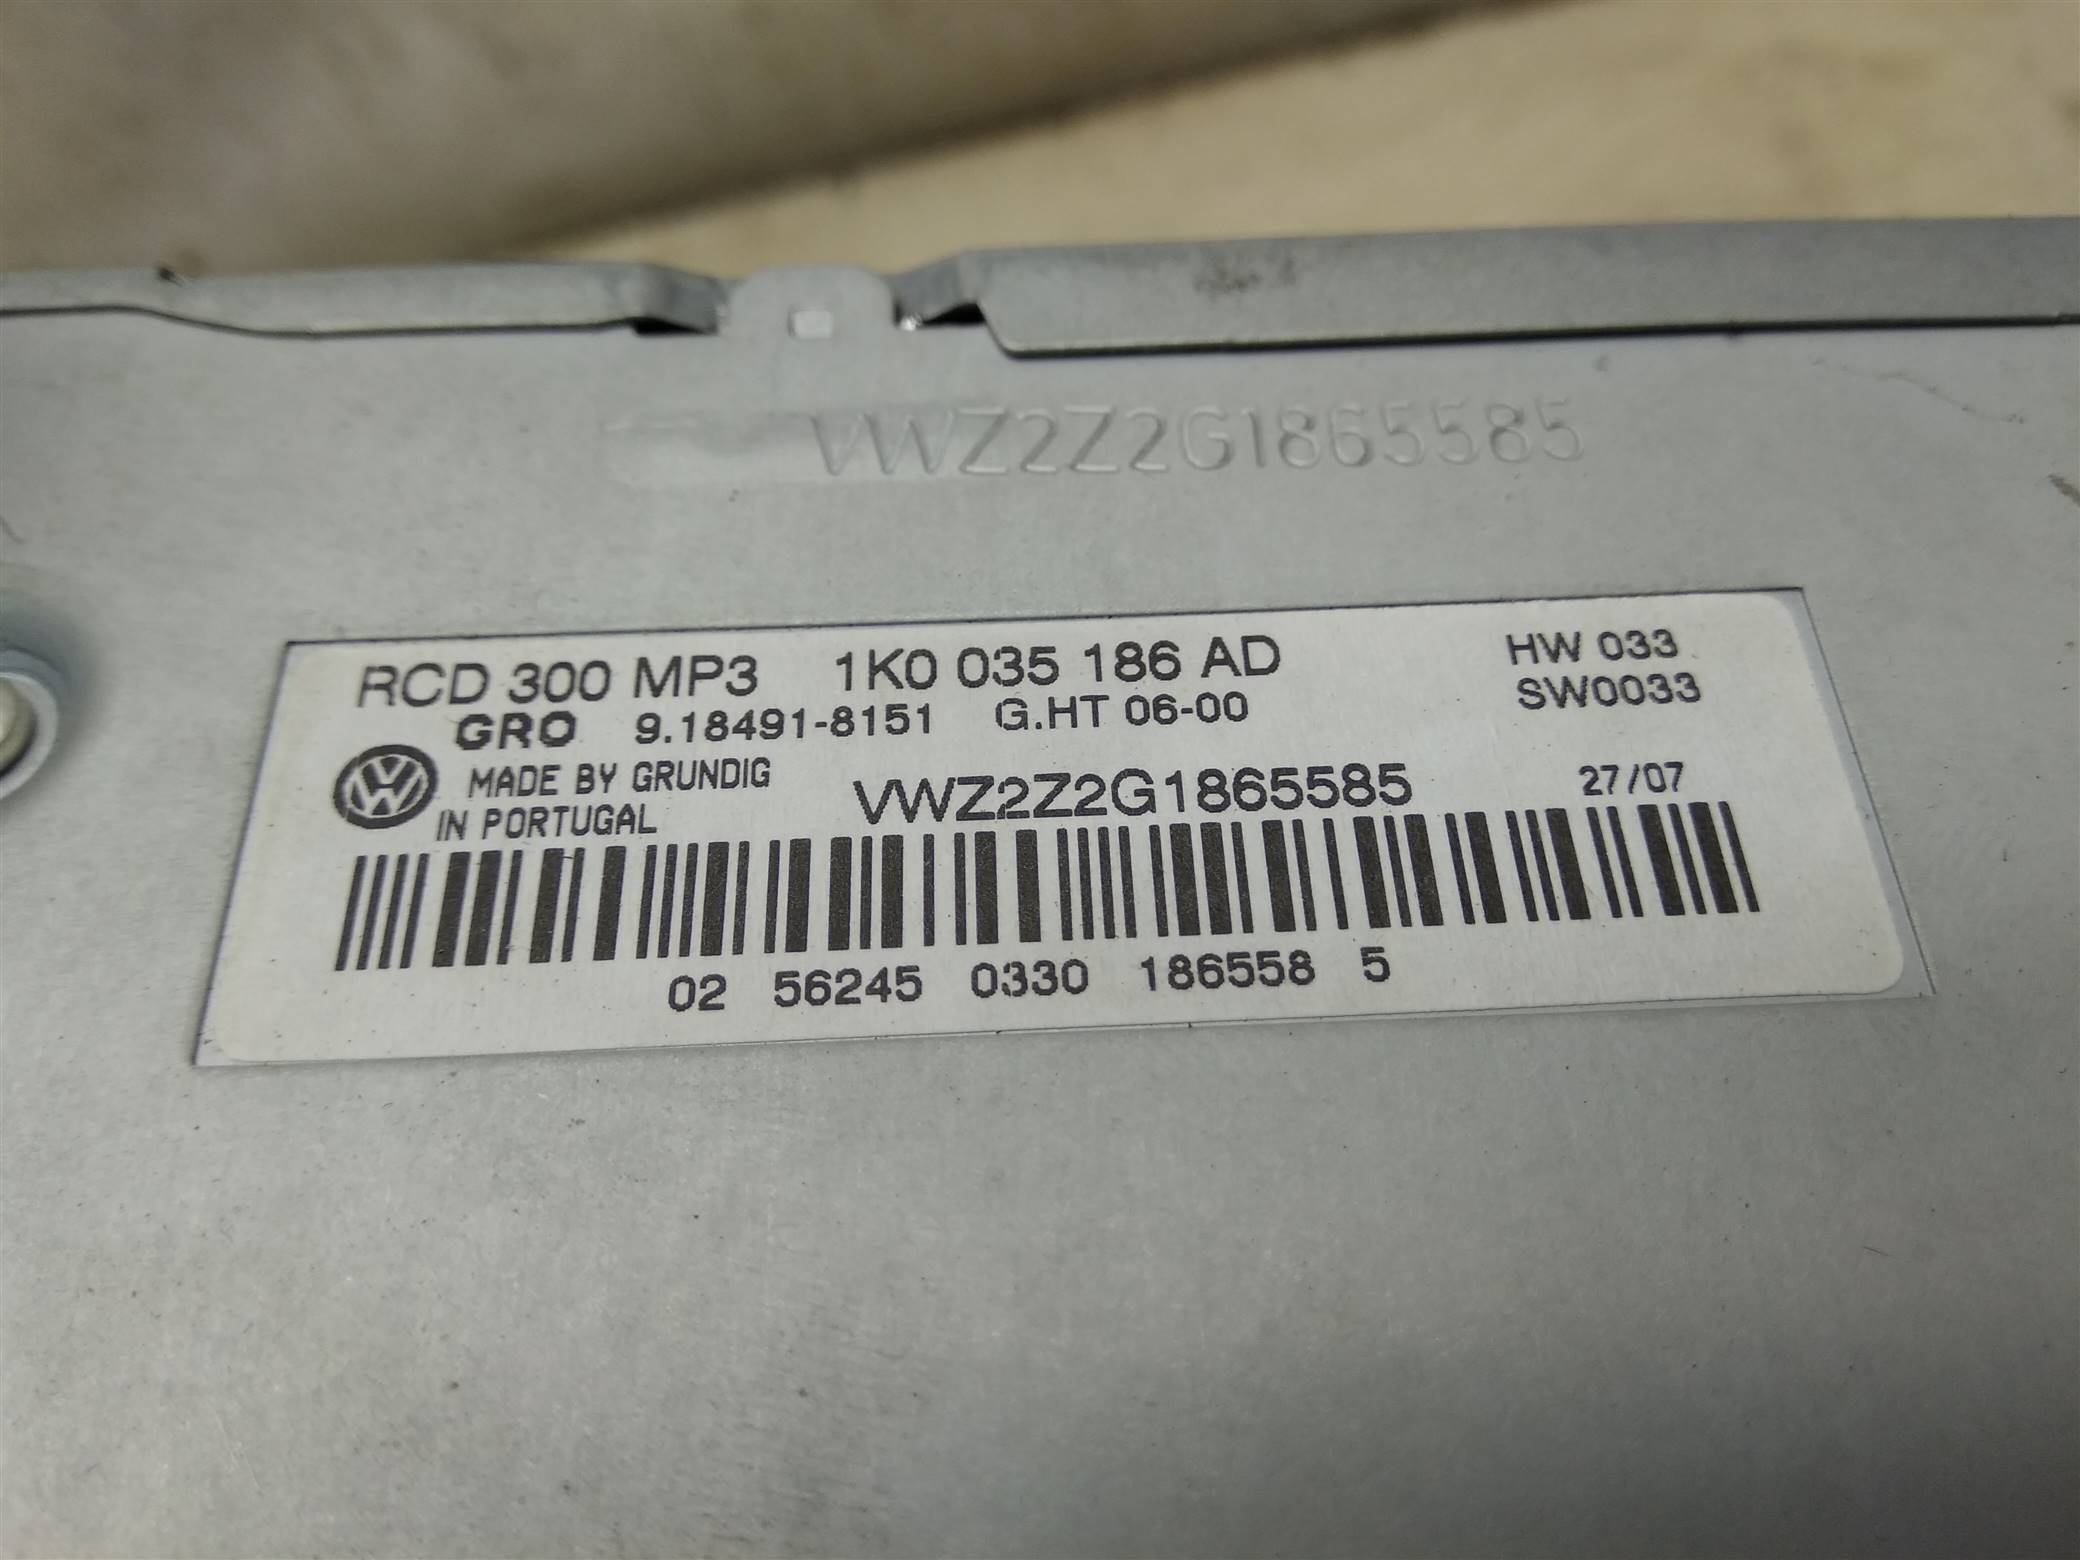 VWZ2Z2G1865585
RCD 300 MP3 1K0 035 186 AD HW 033
GRO 9.18491-8151 G.HT 06-00 SW0033
MADE BY GRUNDIG VWZ2Z2G1865585 27/07
IN PORTUGAL
02 56245 0330 186558 5